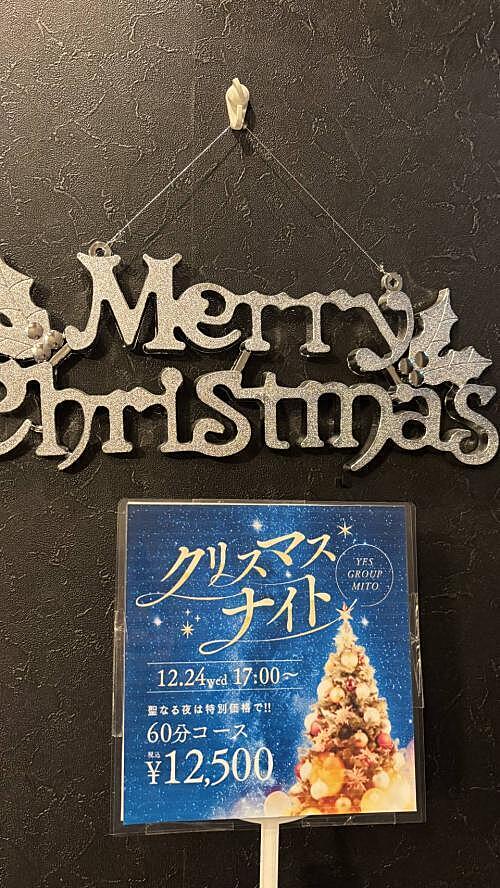 Merry
Christmas
クリスマス
ナイト
YES
GROUP
MITO
12.24wed 17:00～
聖なる夜は特別価格で!!
60分コース
税込
¥12,500